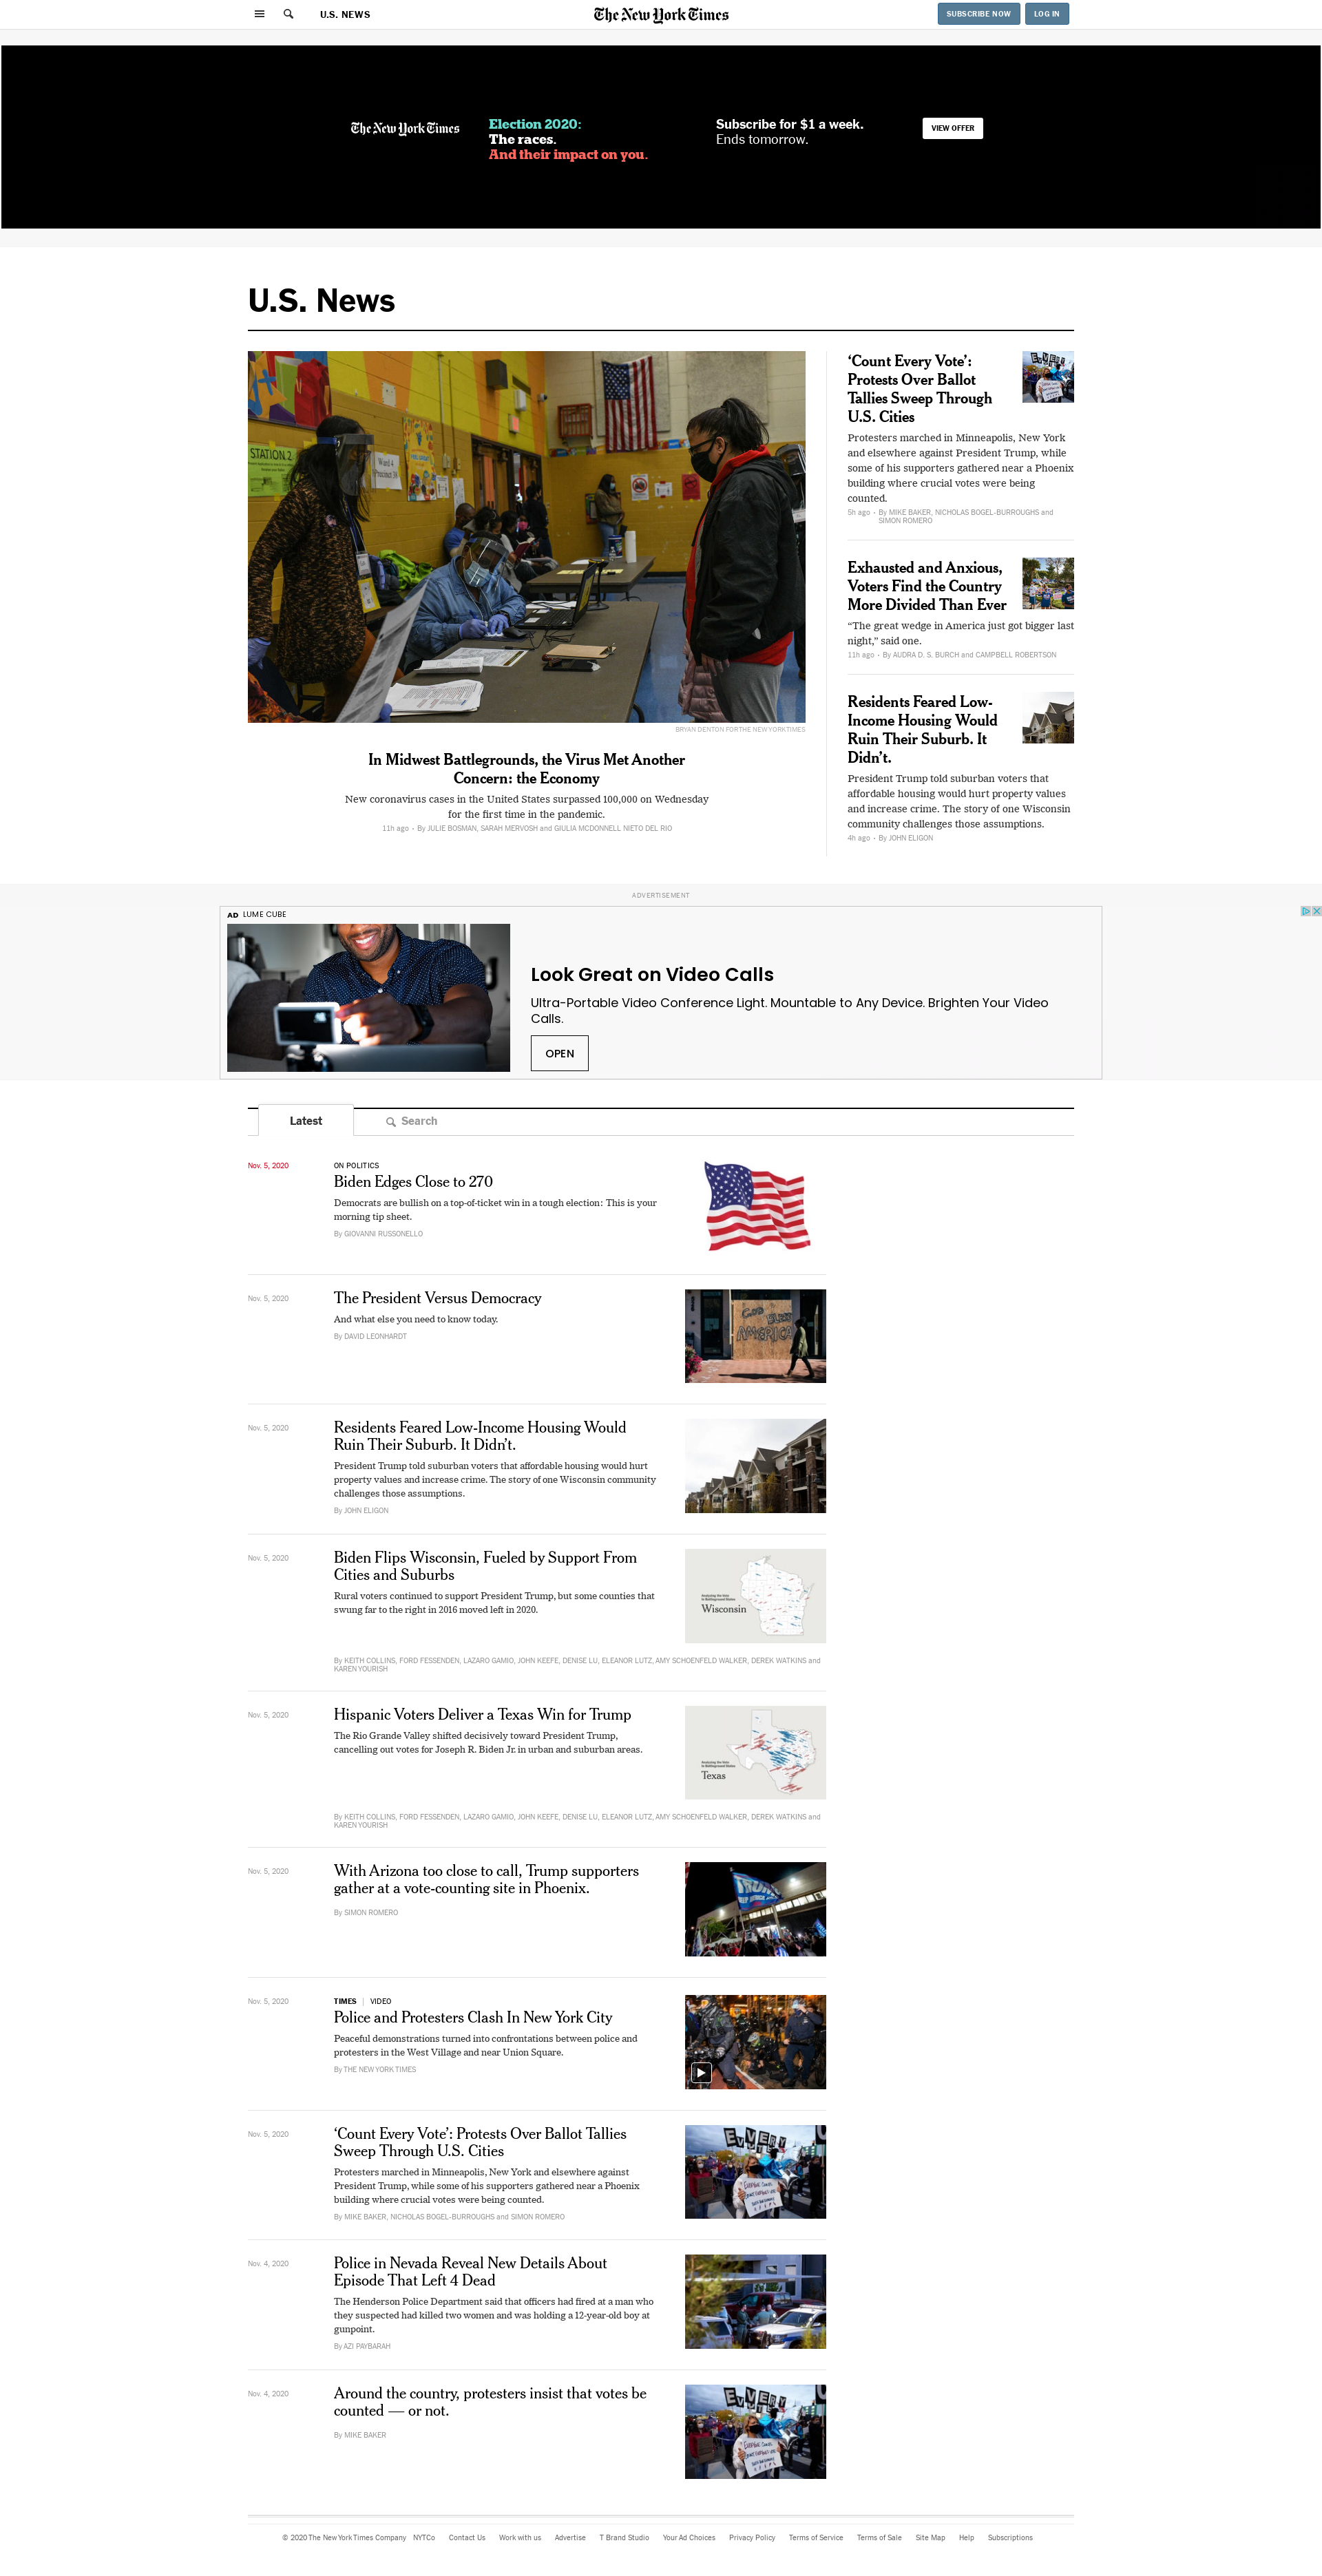 U.S. NEWS
The New York Times
SUBSCRIBE NOW
LOG IN
The New York Times
Election 2020:
The races.
And their impact on you.
Subscribe for $1 a week.
Ends tomorrow.
VIEW OFFER
U.S. News
STATION 2
Ward 4
BRYAN DENTON FOR THE NEW YORK TIMES
In Midwest Battlegrounds, the Virus Met Another
Concern: the Economy
New coronavirus cases in the United States surpassed 100,000 on Wednesday
for the first time in the pandemic.
11h ago • By JULIE BOSMAN, SARAH MERVOSH and GIULIA MCDONNELL NIETO DEL RIO
‘Count Every Vote’:
Protests Over Ballot
Tallies Sweep Through
U.S. Cities
Protesters marched in Minneapolis, New York
and elsewhere against President Trump, while
some of his supporters gathered near a Phoenix
building where crucial votes were being
counted.
5h ago • By MIKE BAKER, NICHOLAS BOGEL-BURROUGHS and
SIMON ROMERO
Exhausted and Anxious,
Voters Find the Country
More Divided Than Ever
“The great wedge in America just got bigger last
night,” said one.
11h ago • By AUDRA D. S. BURCH and CAMPBELL ROBERTSON
Residents Feared Low-
Income Housing Would
Ruin Their Suburb. It
Didn’t.
President Trump told suburban voters that
affordable housing would hurt property values
and increase crime. The story of one Wisconsin
community challenges those assumptions.
4h ago • By JOHN ELIGON
ADVERTISEMENT
AD LUME CUBE
Look Great on Video Calls
Ultra-Portable Video Conference Light. Mountable to Any Device. Brighten Your Video
Calls.
OPEN
Latest
Search
Nov. 5, 2020
ON POLITICS
Biden Edges Close to 270
Democrats are bullish on a top-of-ticket win in a tough election: This is your
morning tip sheet.
By GIOVANNI RUSSONELLO
Nov. 5, 2020
The President Versus Democracy
And what else you need to know today.
By DAVID LEONHARDT
GOD BLESS
AMERICA
Nov. 5, 2020
Residents Feared Low-Income Housing Would
Ruin Their Suburb. It Didn’t.
President Trump told suburban voters that affordable housing would hurt
property values and increase crime. The story of one Wisconsin community
challenges those assumptions.
By JOHN ELIGON
Nov. 5, 2020
Biden Flips Wisconsin, Fueled by Support From
Cities and Suburbs
Rural voters continued to support President Trump, but some counties that
swung far to the right in 2016 moved left in 2020.
Wisconsin
By KEITH COLLINS, FORD FESSENDEN, LAZARO GAMIO, JOHN KEEFE, DENISE LU, ELEANOR LUTZ, AMY SCHOENFELD WALKER, DEREK WATKINS and
KAREN YOURISH
Nov. 5, 2020
Hispanic Voters Deliver a Texas Win for Trump
The Rio Grande Valley shifted decisively toward President Trump,
cancelling out votes for Joseph R. Biden Jr. in urban and suburban areas.
Texas
By KEITH COLLINS, FORD FESSENDEN, LAZARO GAMIO, JOHN KEEFE, DENISE LU, ELEANOR LUTZ, AMY SCHOENFELD WALKER, DEREK WATKINS and
KAREN YOURISH
Nov. 5, 2020
With Arizona too close to call, Trump supporters
gather at a vote-counting site in Phoenix.
By SIMON ROMERO
TRUMP
Nov. 5, 2020
TIMES | VIDEO
Police and Protesters Clash In New York City
Peaceful demonstrations turned into confrontations between police and
protesters in the West Village and near Union Square.
By THE NEW YORK TIMES
Nov. 5, 2020
‘Count Every Vote’: Protests Over Ballot Tallies
Sweep Through U.S. Cities
Protesters marched in Minneapolis, New York and elsewhere against
President Trump, while some of his supporters gathered near a Phoenix
building where crucial votes were being counted.
By MIKE BAKER, NICHOLAS BOGEL-BURROUGHS and SIMON ROMERO
EVERY
Nov. 4, 2020
Police in Nevada Reveal New Details About
Episode That Left 4 Dead
The Henderson Police Department said that officers had fired at a man who
they suspected had killed two women and was holding a 12-year-old boy at
gunpoint.
By AZI PAYBARAH
Nov. 4, 2020
Around the country, protesters insist that votes be
counted — or not.
By MIKE BAKER
EVERY
© 2020 The New York Times Company NYTCo Contact Us Work with us Advertise T Brand Studio Your Ad Choices Privacy Policy Terms of Service Terms of Sale Site Map Help Subscriptions